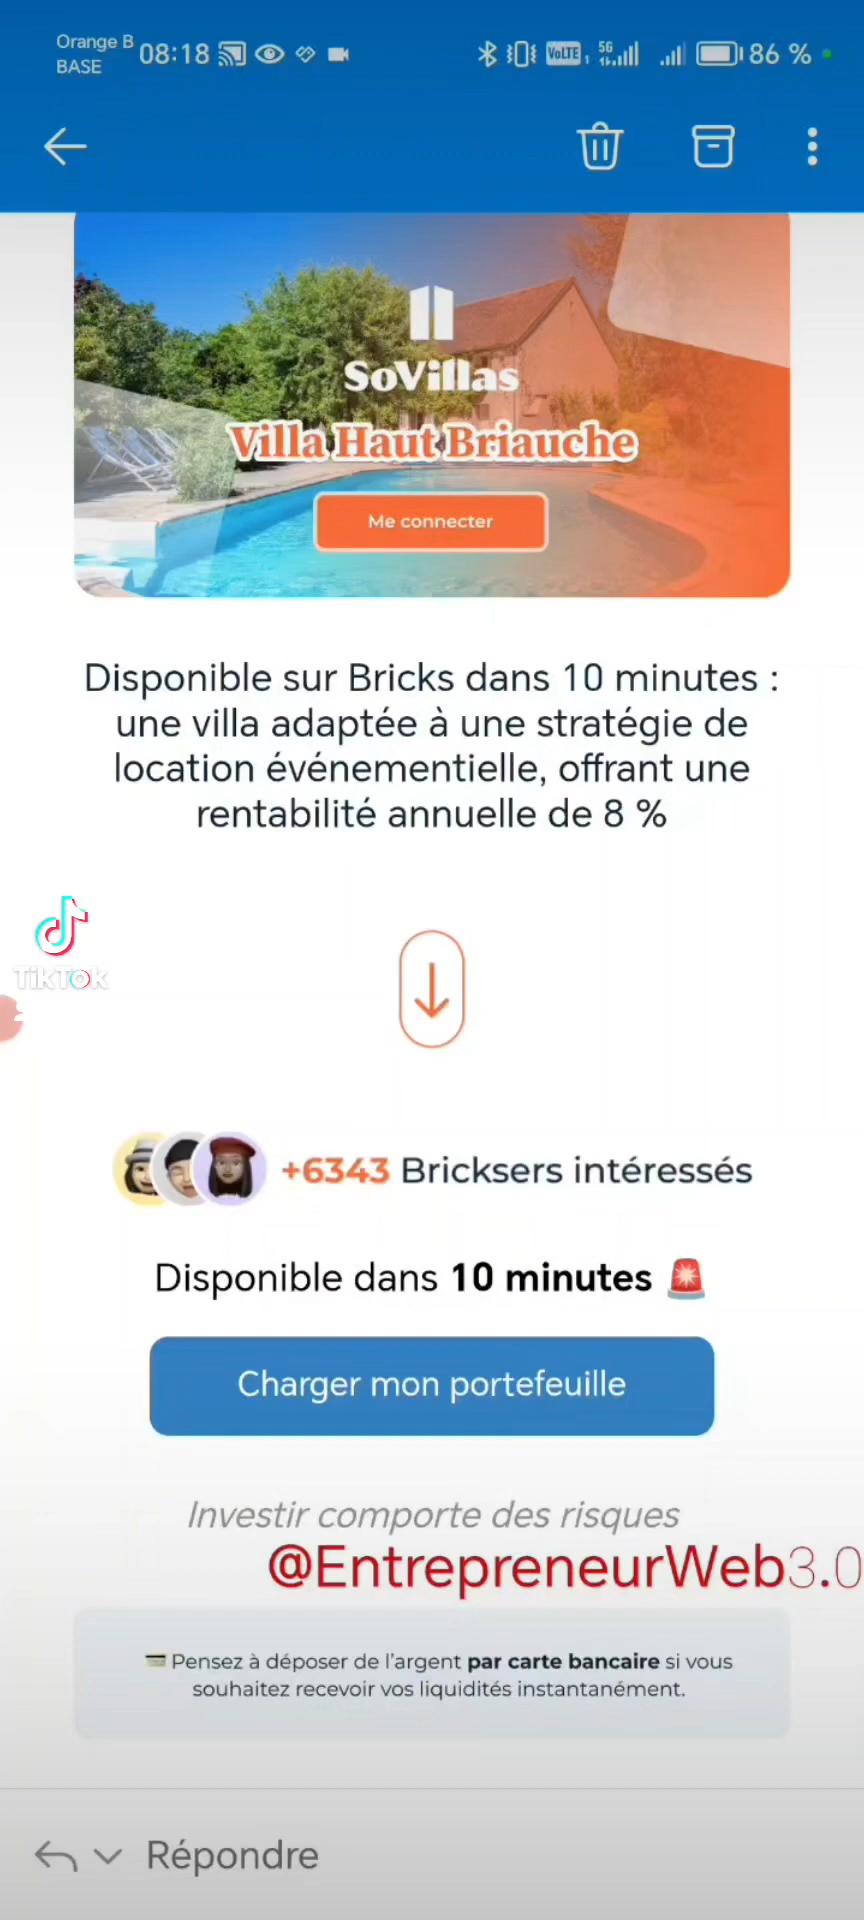 Orange B
BASE
08:18
VoLTE 1
5G
86 %
SoVillas
Villa Haut Briauche
Me connecter
Disponible sur Bricks dans 10 minutes :
une villa adaptée à une stratégie de
location événementielle, offrant une
rentabilité annuelle de 8 %
TikTok
+6343 Bricksers intéressés
Disponible dans 10 minutes
Charger mon portefeuille
Investir comporte des risques
@EntrepreneurWeb3.0
Pensez à déposer de l'argent par carte bancaire si vous
souhaitez recevoir vos liquidités instantanément.
Répondre